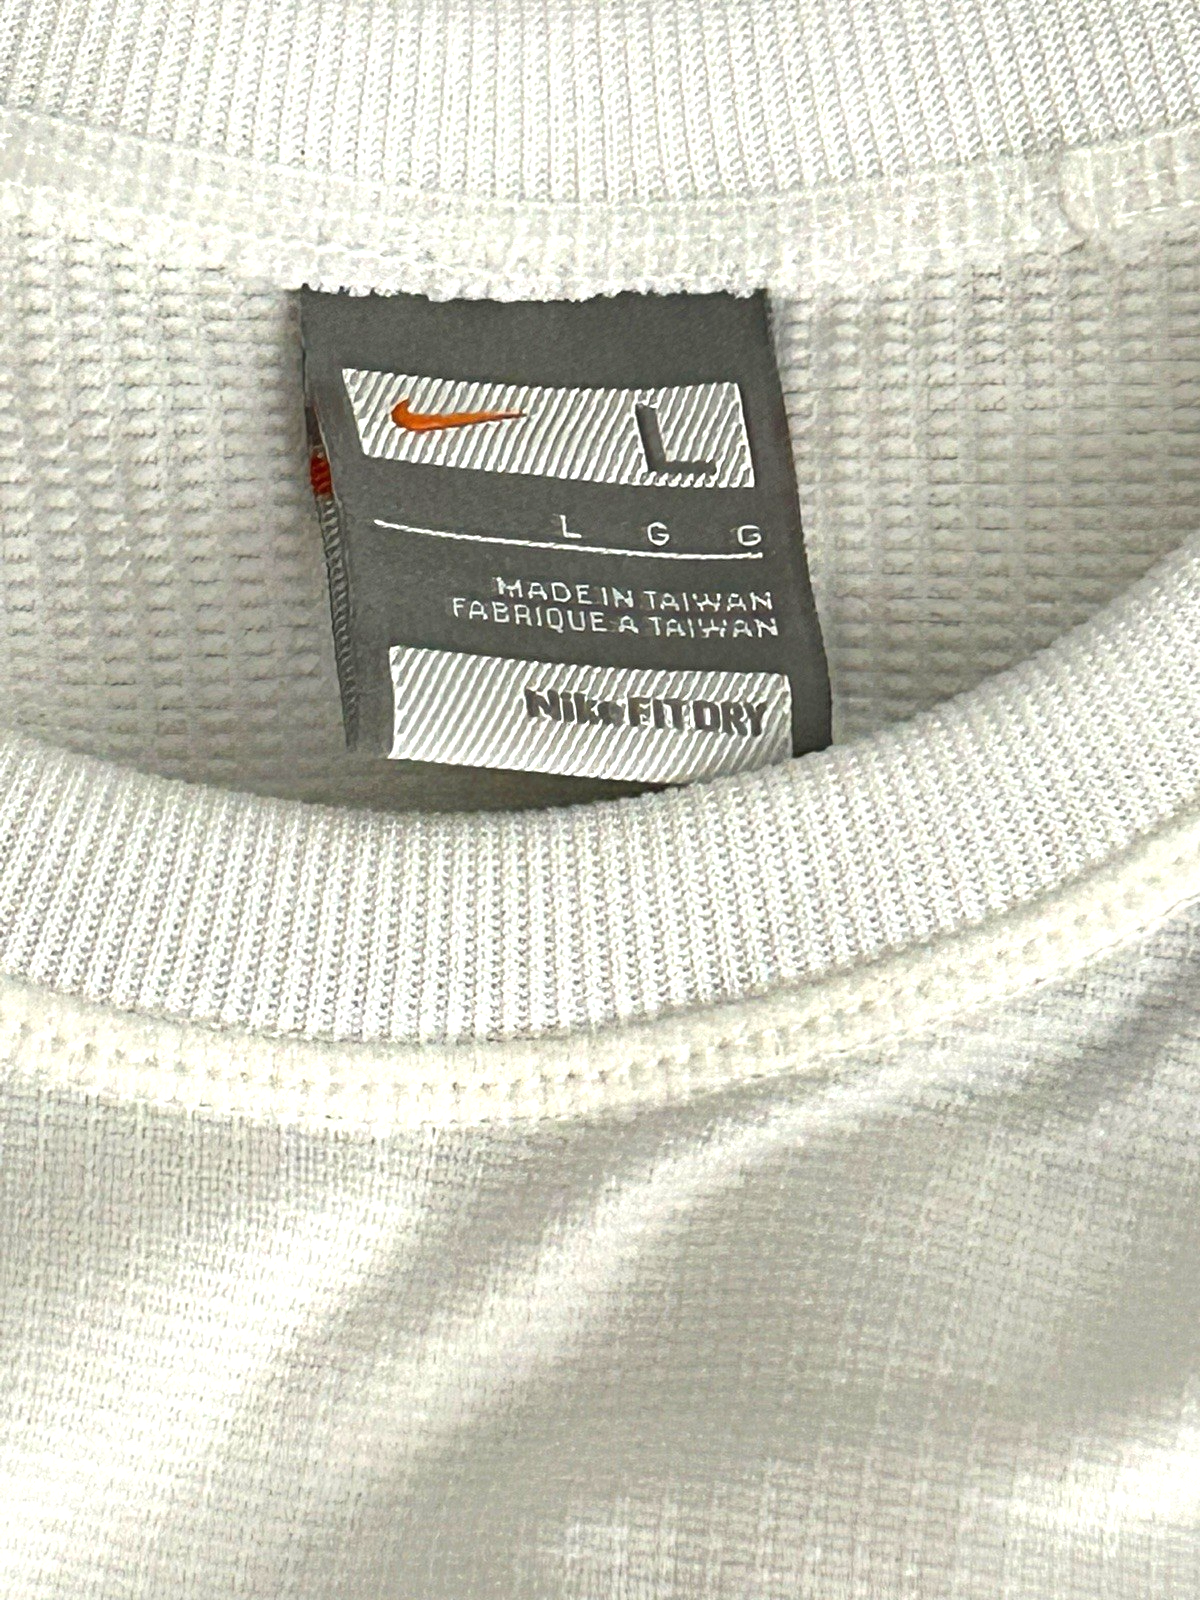 L
L G G
MADE IN TAIWAN
FABRIQUE A TAIWAN
NIKE FIT DRY